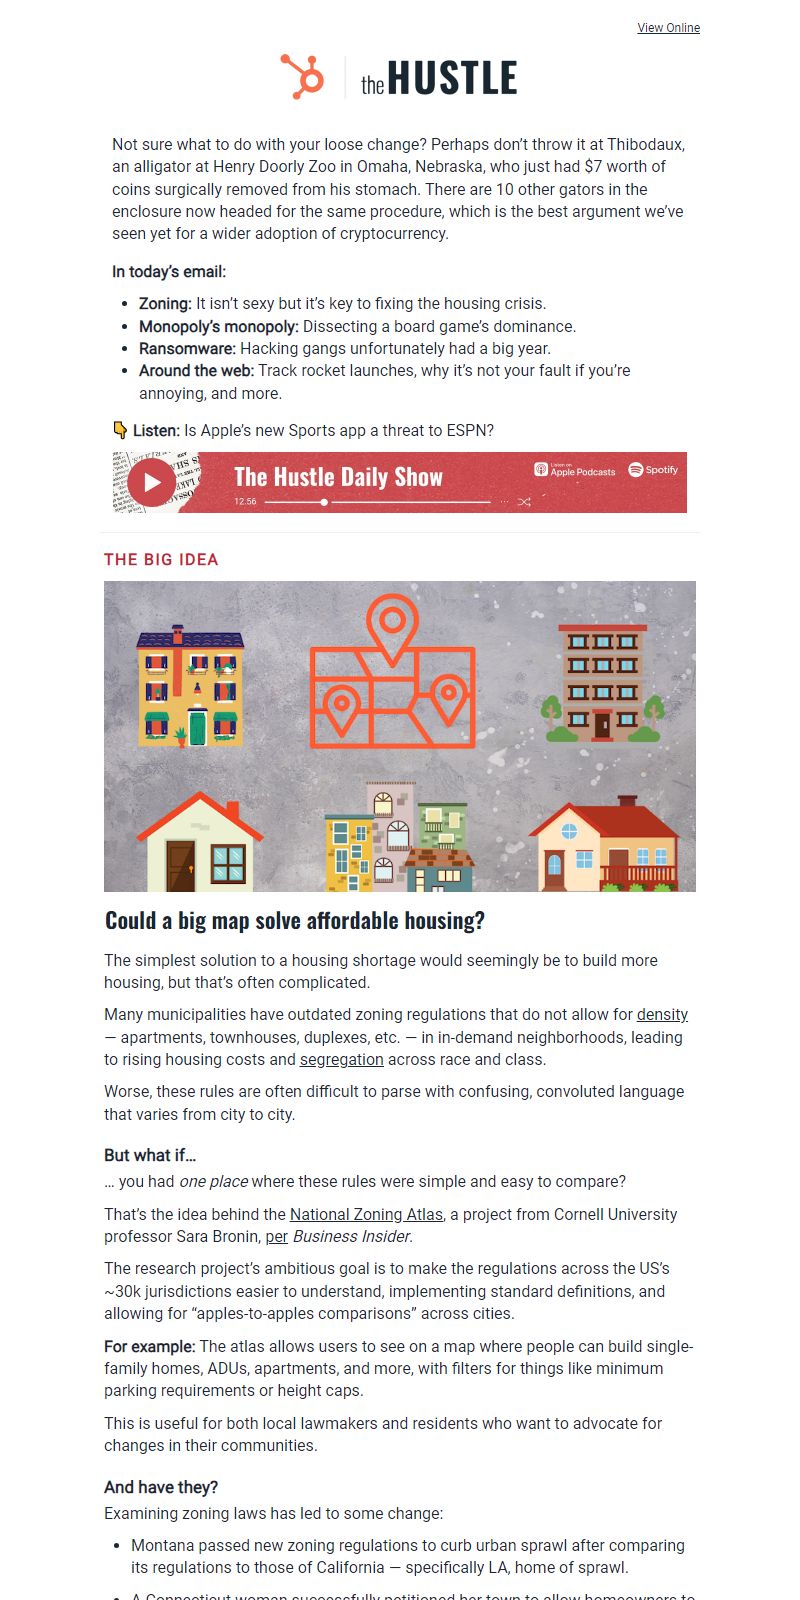 View Online
the HUSTLE
Not sure what to do with your loose change? Perhaps don’t throw it at Thibodaux,
an alligator at Henry Doorly Zoo in Omaha, Nebraska, who just had $7 worth of
coins surgically removed from his stomach. There are 10 other gators in the
enclosure now headed for the same procedure, which is the best argument we’ve
seen yet for a wider adoption of cryptocurrency.
In today’s email:
• Zoning: It isn’t sexy but it’s key to fixing the housing crisis.
• Monopoly’s monopoly: Dissecting a board game’s dominance.
• Ransomware: Hacking gangs unfortunately had a big year.
• Around the web: Track rocket launches, why it’s not your fault if you’re
annoying, and more.
👇 Listen: Is Apple’s new Sports app a threat to ESPN?
The Hustle Daily Show
Listen on
Apple Podcasts
Spotify
12:56
THE BIG IDEA
Could a big map solve affordable housing?
The simplest solution to a housing shortage would seemingly be to build more
housing, but that’s often complicated.
Many municipalities have outdated zoning regulations that do not allow for density
— apartments, townhouses, duplexes, etc. — in in-demand neighborhoods, leading
to rising housing costs and segregation across race and class.
Worse, these rules are often difficult to parse with confusing, convoluted language
that varies from city to city.
But what if…
… you had one place where these rules were simple and easy to compare?
That’s the idea behind the National Zoning Atlas, a project from Cornell University
professor Sara Bronin, per Business Insider.
The research project’s ambitious goal is to make the regulations across the US’s
~30k jurisdictions easier to understand, implementing standard definitions, and
allowing for “apples-to-apples comparisons” across cities.
For example: The atlas allows users to see on a map where people can build single-
family homes, ADUs, apartments, and more, with filters for things like minimum
parking requirements or height caps.
This is useful for both local lawmakers and residents who want to advocate for
changes in their communities.
And have they?
Examining zoning laws has led to some change:
• Montana passed new zoning regulations to curb urban sprawl after comparing
its regulations to those of California — specifically LA, home of sprawl.
• A Connecticut woman successfully petitioned her town to allow homeowners to